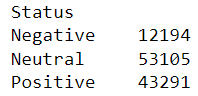 Status
Negative    12194
Neutral     53105
Positive    43291